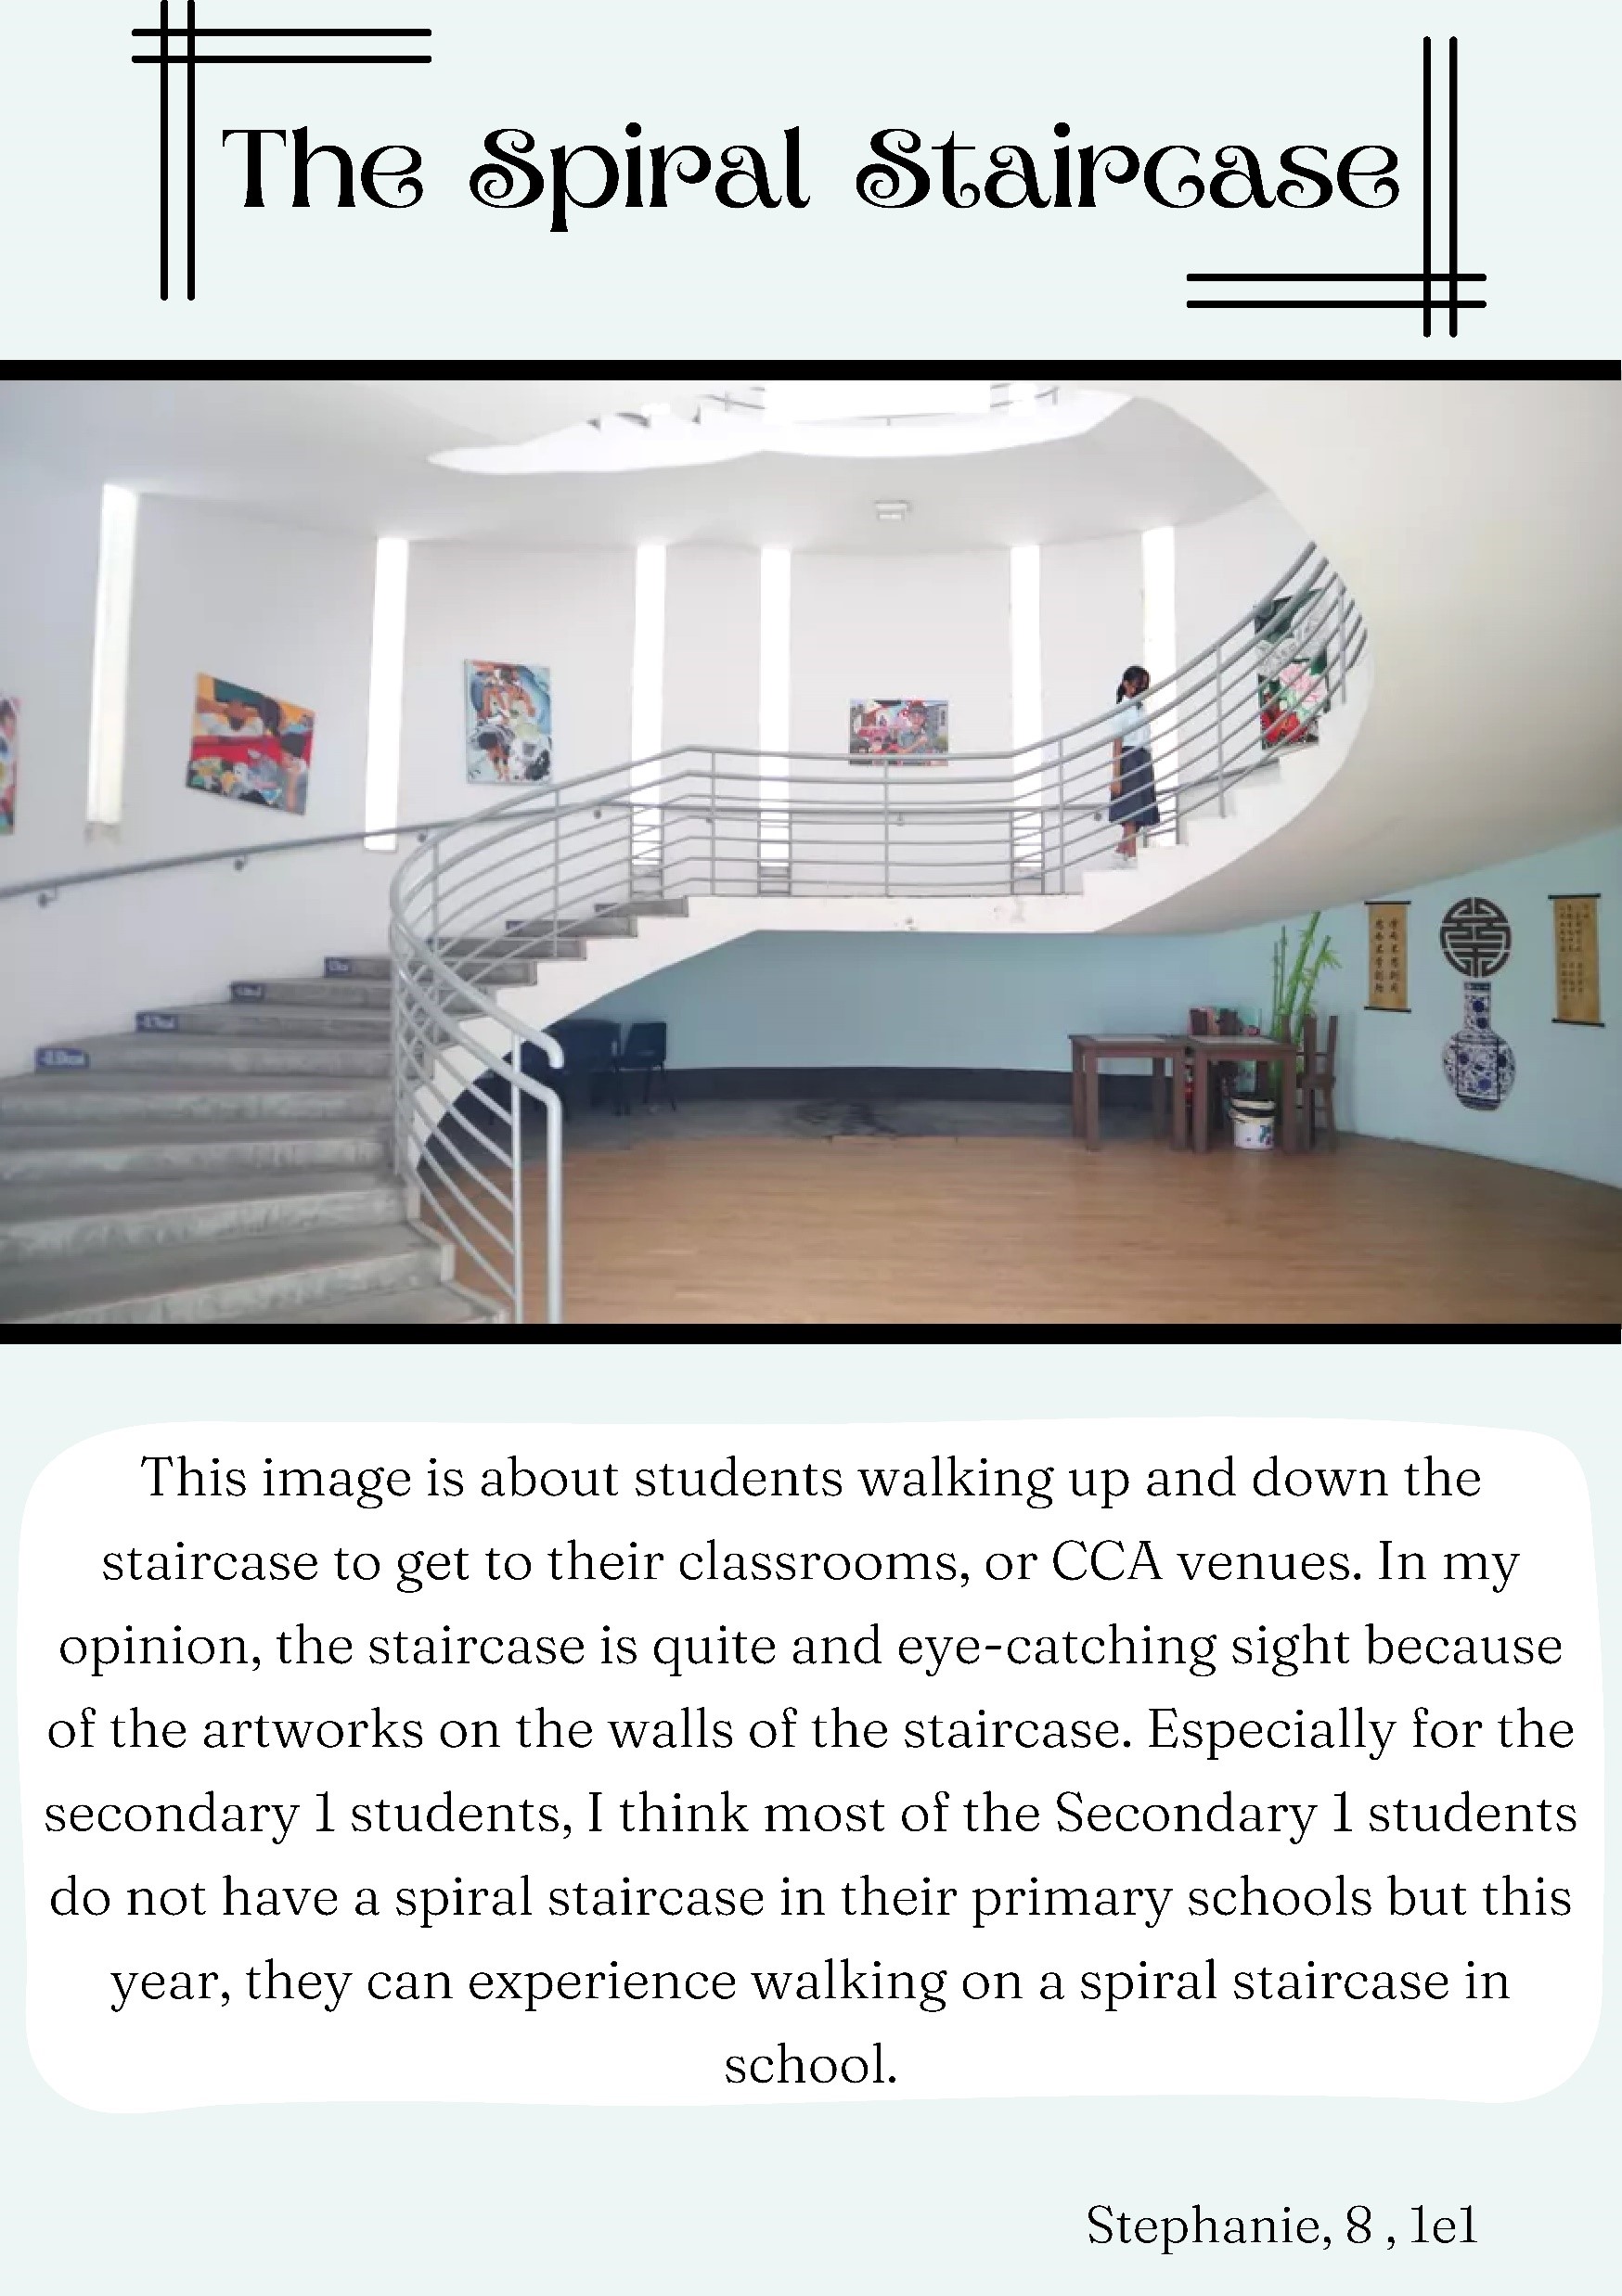 The Spiral Staircase
This image is about students walking up and down the
staircase to get to their classrooms, or CCA venues. In my
opinion, the staircase is quite and eye-catching sight because
of the artworks on the walls of the staircase. Especially for the
secondary 1 students, I think most of the Secondary 1 students
do not have a spiral staircase in their primary schools but this
year, they can experience walking on a spiral staircase in
school.
Stephanie, 8 , 1e1